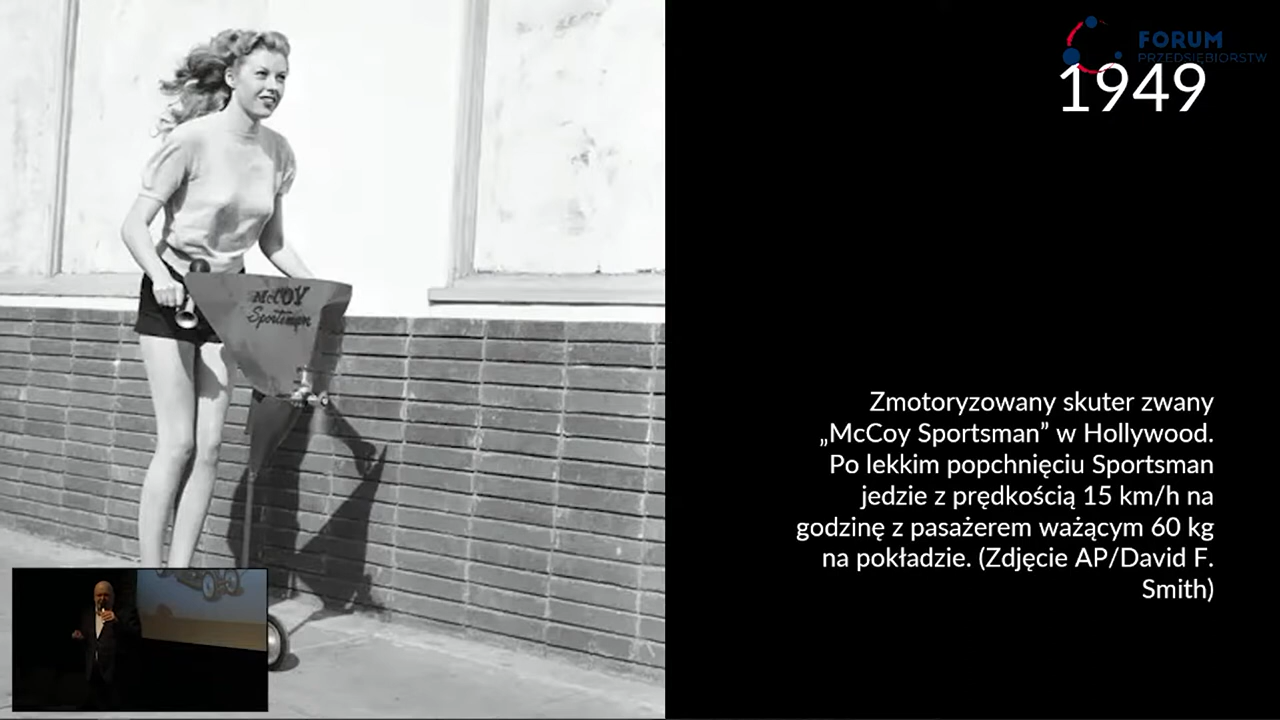 FORUM
PRZEDSIĘBIORSTW
1949
McCOY
Sportsman
Zmotoryzowany skuter zwany
„McCoy Sportsman” w Hollywood.
Po lekkim popchnięciu Sportsman
jedzie z prędkością 15 km/h na
godzinę z pasażerem ważącym 60 kg
na pokładzie. (Zdjęcie AP/David F.
Smith)